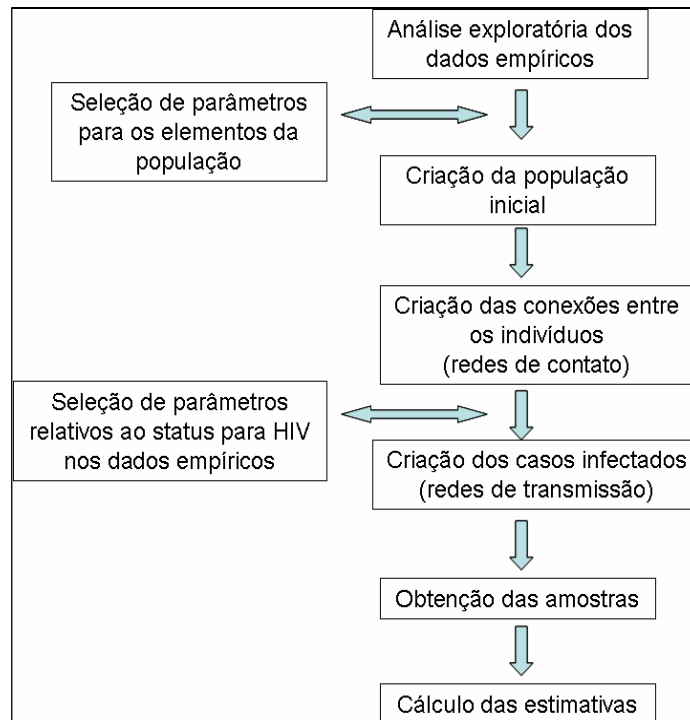 Análise exploratória dos
dados empíricos
Seleção de parâmetros
para os elementos da
população
Criação da população
inicial
Criação das conexões entre
os indivíduos
(redes de contato)
Seleção de parâmetros
relativos ao status para HIV
nos dados empíricos
Criação dos casos infectados
(redes de transmissão)
Obtenção das amostras
Cálculo das estimativas